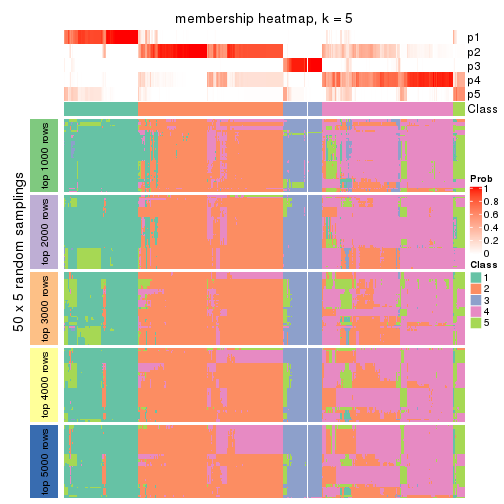 membership heatmap, k = 5
p1
p2
p3
p4
p5
Class
50 x 5 random samplings
top 1000 rows
top 2000 rows
top 3000 rows
top 4000 rows
top 5000 rows
Prob
1
0.8
0.6
0.4
0.2
0
Class
1
2
3
4
5